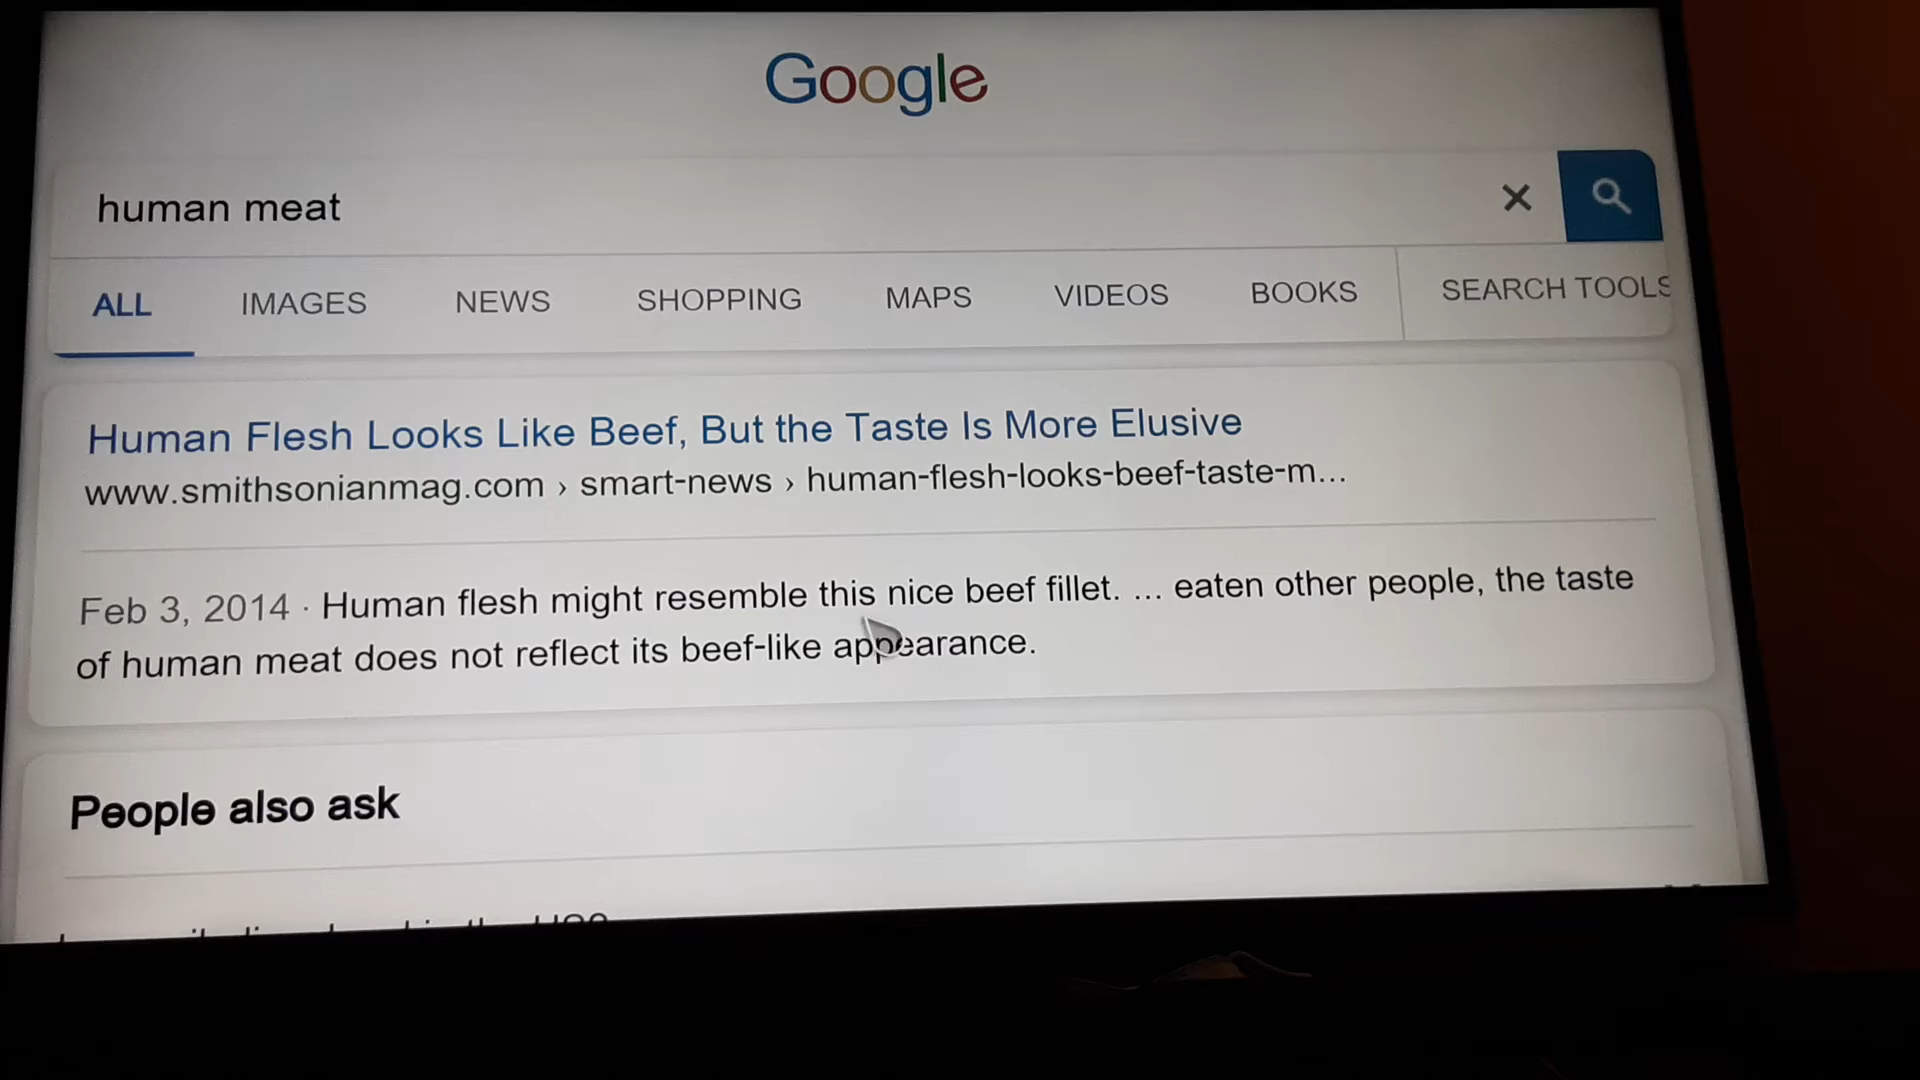 Google
human meat
ALL IMAGES NEWS SHOPPING MAPS VIDEOS BOOKS SEARCH TOOLS
Human Flesh Looks Like Beef, But the Taste Is More Elusive
www.smithsonianmag.com › smart-news › human-flesh-looks-beef-taste-m...
Feb 3, 2014 · Human flesh might resemble this nice beef fillet. ... eaten other people, the taste
of human meat does not reflect its beef-like appearance.
People also ask